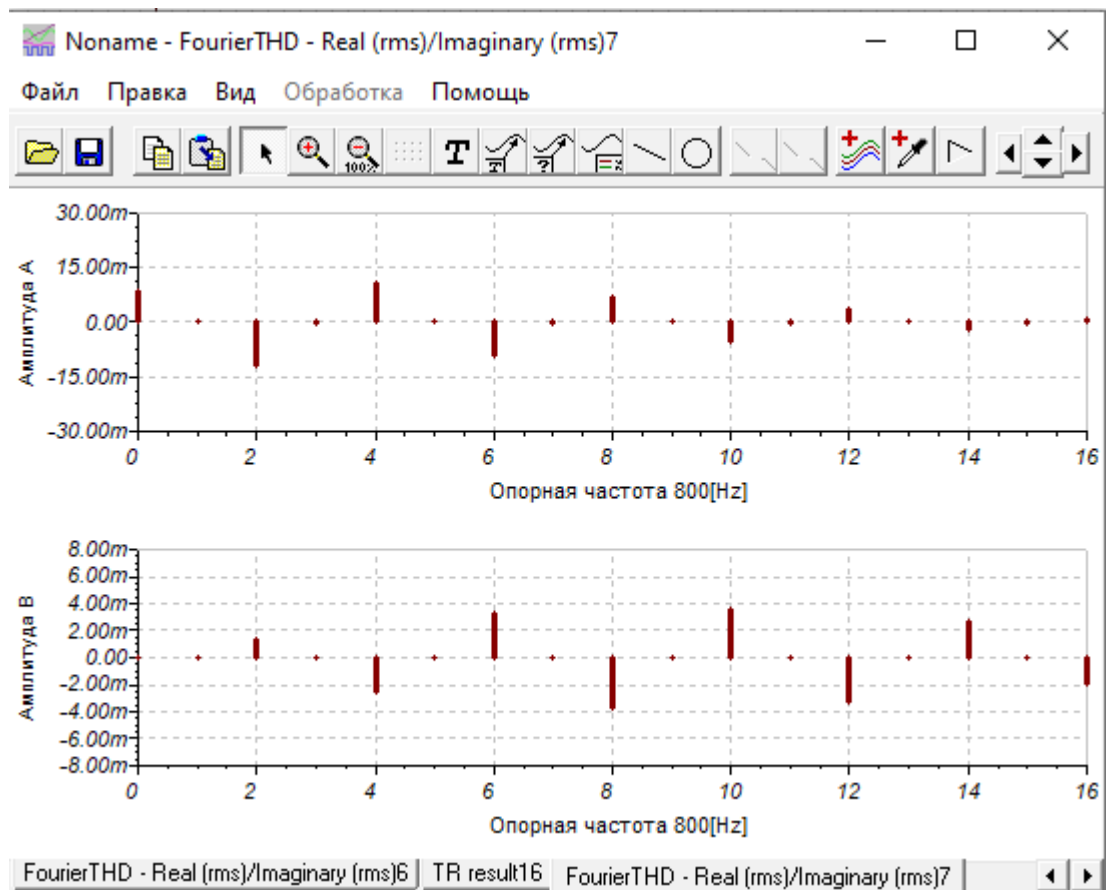 Noname - FourierTHD - Real (rms)/Imaginary (rms)7
Файл Правка Вид Обработка Помощь
100% T T ?
30.00m
15.00m
0.00
-15.00m
-30.00m
Амплитуда A
0 2 4 6 8 10 12 14 16
Опорная частота 800[Hz]
8.00m
6.00m
4.00m
2.00m
0.00
-2.00m
-4.00m
-6.00m
-8.00m
Амплитуда B
0 2 4 6 8 10 12 14 16
Опорная частота 800[Hz]
FourierTHD - Real (rms)/Imaginary (rms)6 TR result16 FourierTHD - Real (rms)/Imaginary (rms)7